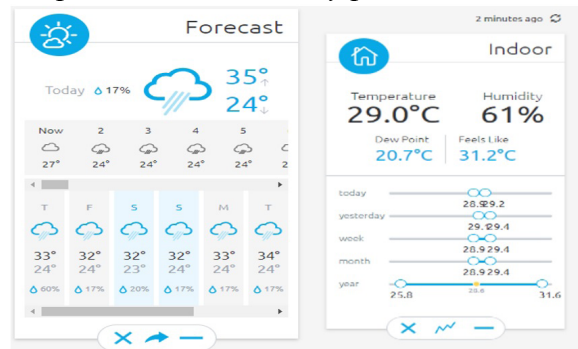 Forecast
Today 17%
35°
24°
Now 2 3 4 5
27° 24° 24° 24° 24° 2
T F S S M T
33° 32° 32° 32° 33° 34°
24° 24° 23° 24° 24° 24°
60% 17% 20% 17% 17% 17%
2 minutes ago
Indoor
Temperature Humidity
29.0°C 61%
Dew Point Feels Like
20.7°C 31.2°C
today
28.9 29.2
yesterday
29.1 29.4
week
28.9 29.4
month
28.9 29.4
year
25.8 28.6 31.6